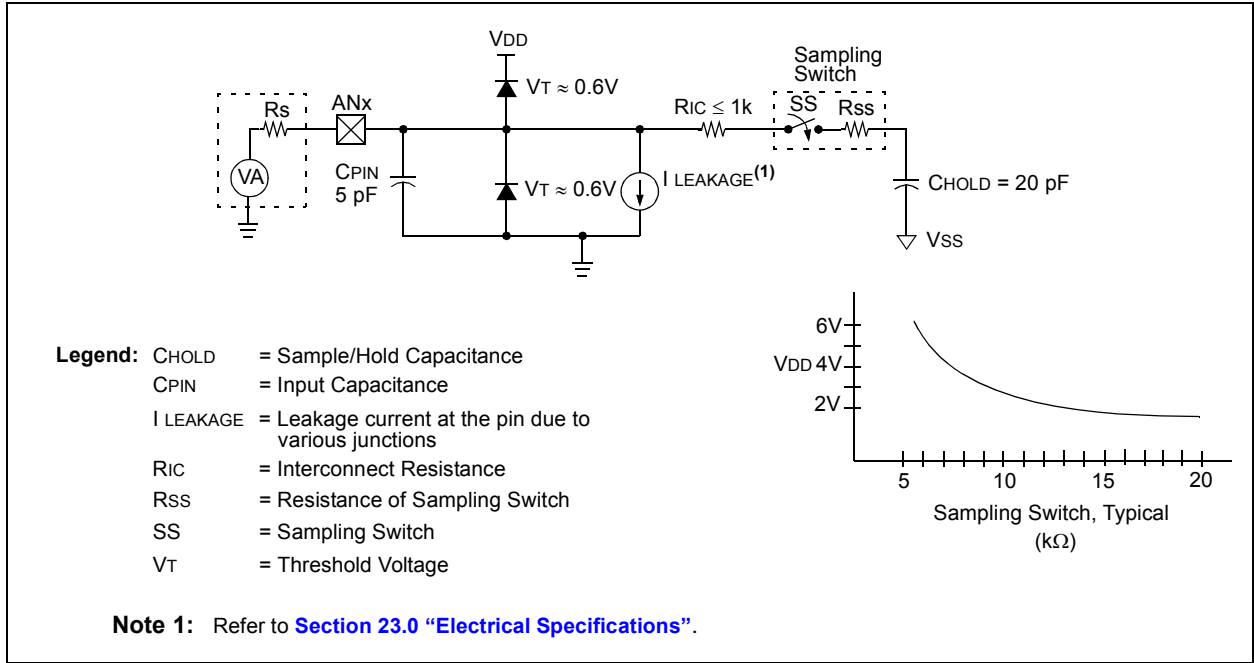 VDD
Sampling
Switch
VT ≈ 0.6V
Rs
ANx
RIC ≤ 1k
SS
Rss
VA
CPIN
5 pF
VT ≈ 0.6V
I LEAKAGE(1)
CHOLD = 20 pF
VSS
6V
VDD 4V
2V
5 10 15 20
Sampling Switch, Typical
(kΩ)
Legend: CHOLD = Sample/Hold Capacitance
CPIN = Input Capacitance
I LEAKAGE = Leakage current at the pin due to
various junctions
RIC = Interconnect Resistance
RSS = Resistance of Sampling Switch
SS = Sampling Switch
VT = Threshold Voltage
Note 1: Refer to Section 23.0 “Electrical Specifications”.